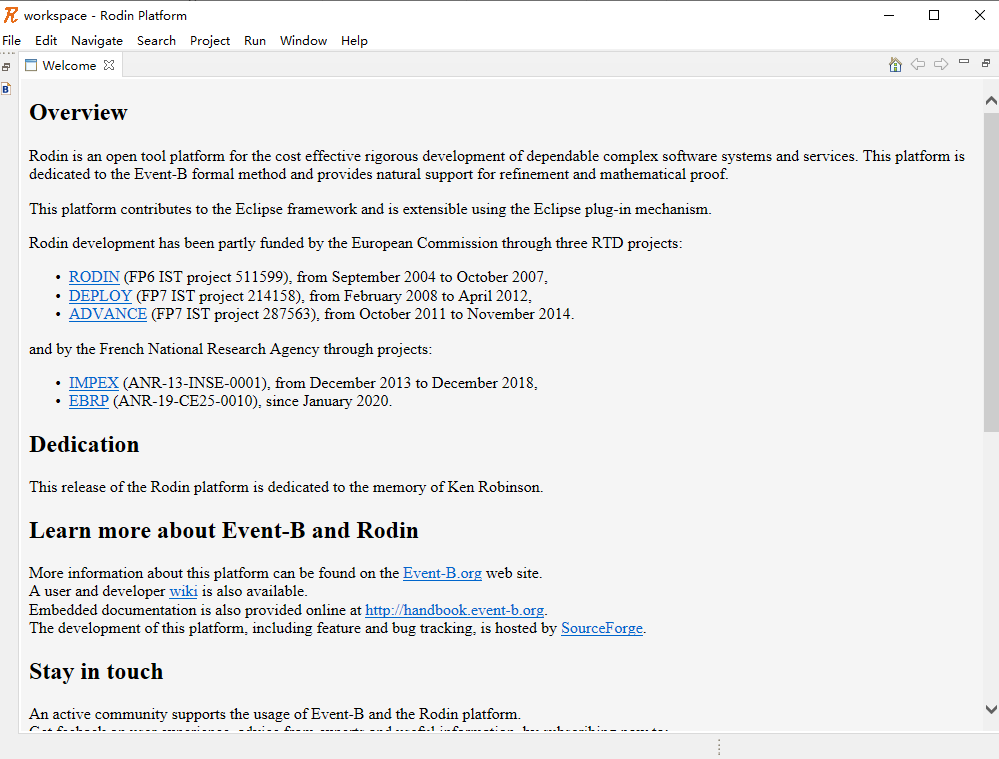 workspace - Rodin Platform
File Edit Navigate Search Project Run Window Help
Welcome
B
Overview
Rodin is an open tool platform for the cost effective rigorous development of dependable complex software systems and services. This platform is
dedicated to the Event-B formal method and provides natural support for refinement and mathematical proof.
This platform contributes to the Eclipse framework and is extensible using the Eclipse plug-in mechanism.
Rodin development has been partly funded by the European Commission through three RTD projects:
• RODIN (FP6 IST project 511599), from September 2004 to October 2007,
• DEPLOY (FP7 IST project 214158), from February 2008 to April 2012,
• ADVANCE (FP7 IST project 287563), from October 2011 to November 2014.
and by the French National Research Agency through projects:
• IMPEX (ANR-13-INSE-0001), from December 2013 to December 2018,
• EBRP (ANR-19-CE25-0010), since January 2020.
Dedication
This release of the Rodin platform is dedicated to the memory of Ken Robinson.
Learn more about Event-B and Rodin
More information about this platform can be found on the Event-B.org web site.
A user and developer wiki is also available.
Embedded documentation is also provided online at http://handbook.event-b.org.
The development of this platform, including feature and bug tracking, is hosted by SourceForge.
Stay in touch
An active community supports the usage of Event-B and the Rodin platform.